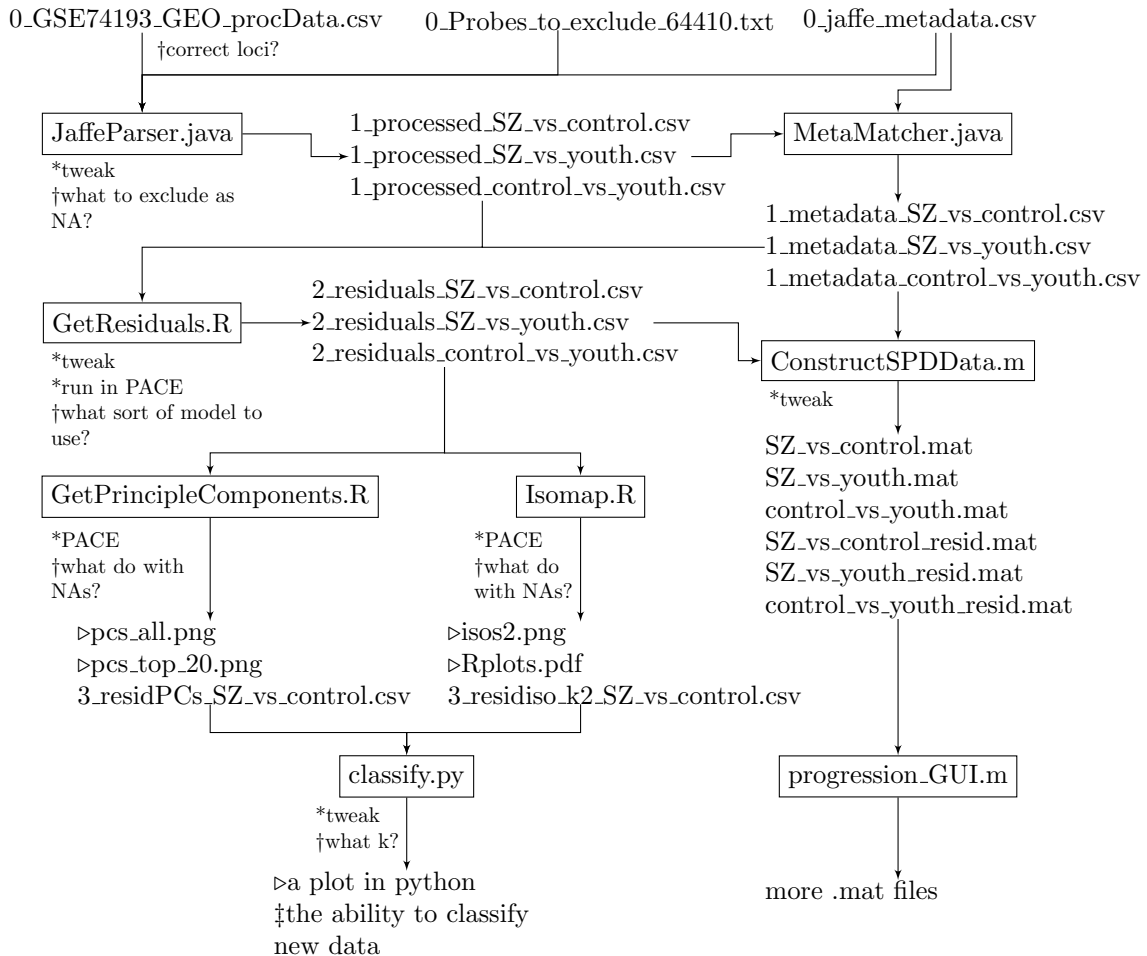 0_GSE74193_GEO_procData.csv
0_Probes_to_exclude_64410.txt
0_jaffe_metadata.csv
†correct loci?
JaffeParser.java
*tweak
†what to exclude as
NA?
1_processed_SZ_vs_control.csv
1_processed_SZ_vs_youth.csv
1_processed_control_vs_youth.csv
MetaMatcher.java
1_metadata_SZ_vs_control.csv
1_metadata_SZ_vs_youth.csv
1_metadata_control_vs_youth.csv
GetResiduals.R
*tweak
*run in PACE
†what sort of model to
use?
2_residuals_SZ_vs_control.csv
2_residuals_SZ_vs_youth.csv
2_residuals_control_vs_youth.csv
ConstructSPDData.m
*tweak
SZ_vs_control.mat
SZ_vs_youth.mat
control_vs_youth.mat
SZ_vs_control_resid.mat
SZ_vs_youth_resid.mat
control_vs_youth_resid.mat
GetPrincipleComponents.R
*PACE
†what do with
NAs?
Isomap.R
*PACE
†what do
with NAs?
▷pcs_all.png
▷pcs_top_20.png
3_residPCs_SZ_vs_control.csv
▷isos2.png
▷Rplots.pdf
3_residiso_k2_SZ_vs_control.csv
classify.py
*tweak
†what k?
progression_GUI.m
▷a plot in python
‡the ability to classify
new data
more .mat files